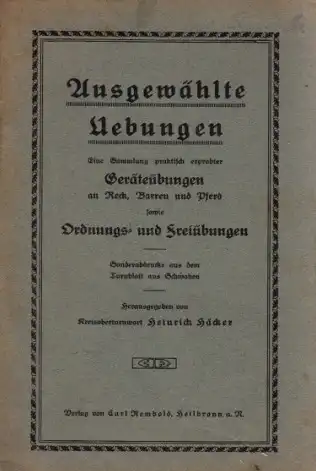 Ausgewählte
Uebungen
Eine Sammlung praktisch erprobter
Geräteübungen
an Reck, Barren und Pferd
sowie
Ordnungs- und Freiübungen
Sonderabdrucke aus dem
Turnblatt aus Schwaben
Herausgegeben von
Kreisoberturnwart Heinrich Häcker
Verlag von Carl Rembold, Heilbronn a. N.